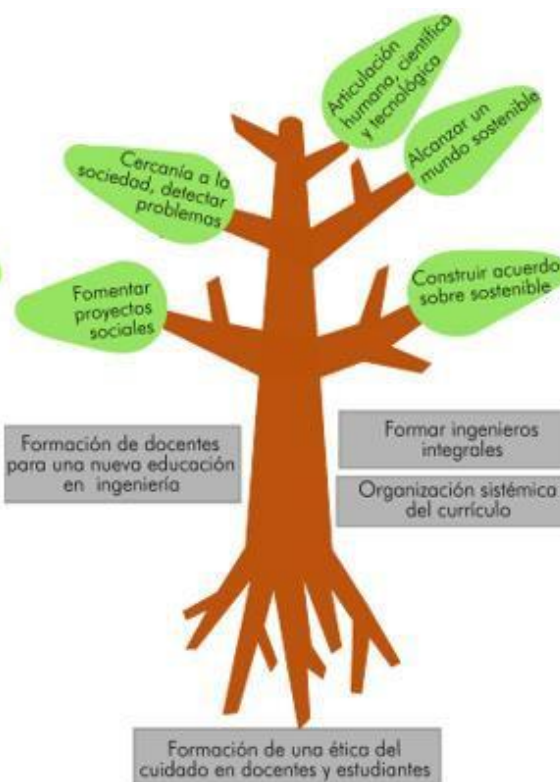 Articulación
humana, científica
y tecnológica
Alcanzar un
mundo sostenible
Cercanía a la
sociedad, detectar
problemas
Fomentar
proyectos
sociales
Construir acuerdo
sobre sostenible
Formación de docentes
para una nueva educación
en ingeniería
Formar ingenieros
integrales
Organización sistémica
del currículo
Formación de una ética del
cuidado en docentes y estudiantes